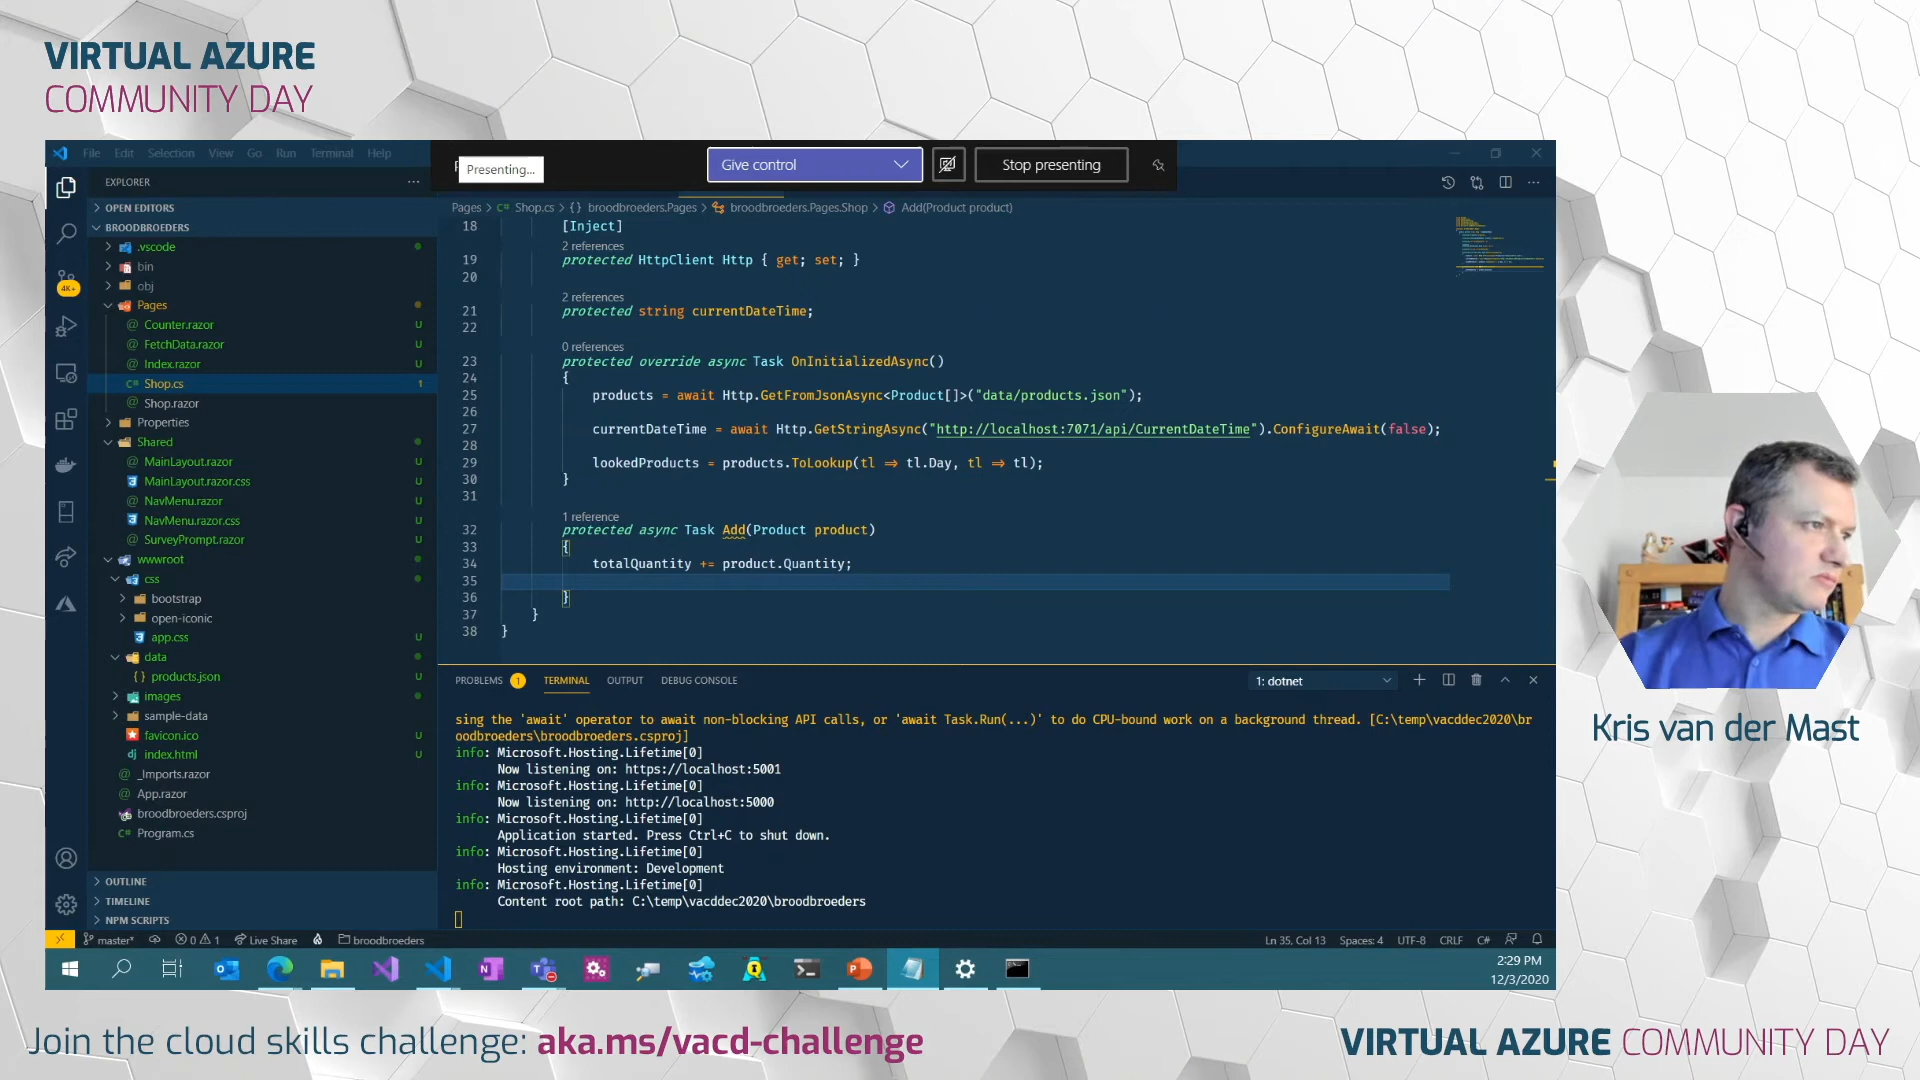 VIRTUAL AZURE
COMMUNITY DAY
File Edit Selection View Go Run Terminal Help
Presenting...
Give control
Stop presenting
EXPLORER
OPEN EDITORS
BROODBROEDERS
.vscode
bin
obj
Pages
Counter.razor U
FetchData.razor U
Index.razor U
Shop.cs 1
Shop.razor U
Properties
Shared
MainLayout.razor U
MainLayout.razor.css U
NavMenu.razor U
NavMenu.razor.css U
SurveyPrompt.razor U
wwwroot
css
bootstrap
open-iconic
app.css U
data
products.json U
images
sample-data
favicon.ico U
index.html U
_Imports.razor
App.razor
broodbroeders.csproj
Program.cs
OUTLINE
TIMELINE
NPM SCRIPTS
4K+
Pages > Shop.cs > {} broodbroeders.Pages > broodbroeders.Pages.Shop > Add(Product product)
18 [Inject]
2 references
19 protected HttpClient Http { get; set; }
20
2 references
21 protected string currentDateTime;
22
0 references
23 protected override async Task OnInitializedAsync()
24 {
25 products = await Http.GetFromJsonAsync<Product[]>("data/products.json");
26
27 currentDateTime = await Http.GetStringAsync("http://localhost:7071/api/CurrentDateTime").ConfigureAwait(false);
28
29 lookedProducts = products.ToLookup(tl => tl.Day, tl => tl);
30 }
31
1 reference
32 protected async Task Add(Product product)
33 {
34 totalQuantity += product.Quantity;
35
36 }
37 }
38 }
PROBLEMS 1 TERMINAL OUTPUT DEBUG CONSOLE 1: dotnet
sing the 'await' operator to await non-blocking API calls, or 'await Task.Run(...)' to do CPU-bound work on a background thread. [C:\temp\vacddec2020\br
oodbroeders\broodbroeders.csproj]
info: Microsoft.Hosting.Lifetime[0]
Now listening on: https://localhost:5001
info: Microsoft.Hosting.Lifetime[0]
Now listening on: http://localhost:5000
info: Microsoft.Hosting.Lifetime[0]
Application started. Press Ctrl+C to shut down.
info: Microsoft.Hosting.Lifetime[0]
Hosting environment: Development
info: Microsoft.Hosting.Lifetime[0]
Content root path: C:\temp\vacddec2020\broodbroeders
master* 0 1 Live Share broodbroeders Ln 35, Col 13 Spaces: 4 UTF-8 CRLF C#
2:29 PM
12/3/2020
Kris van der Mast
Join the cloud skills challenge: aka.ms/vacd-challenge
VIRTUAL AZURE COMMUNITY DAY